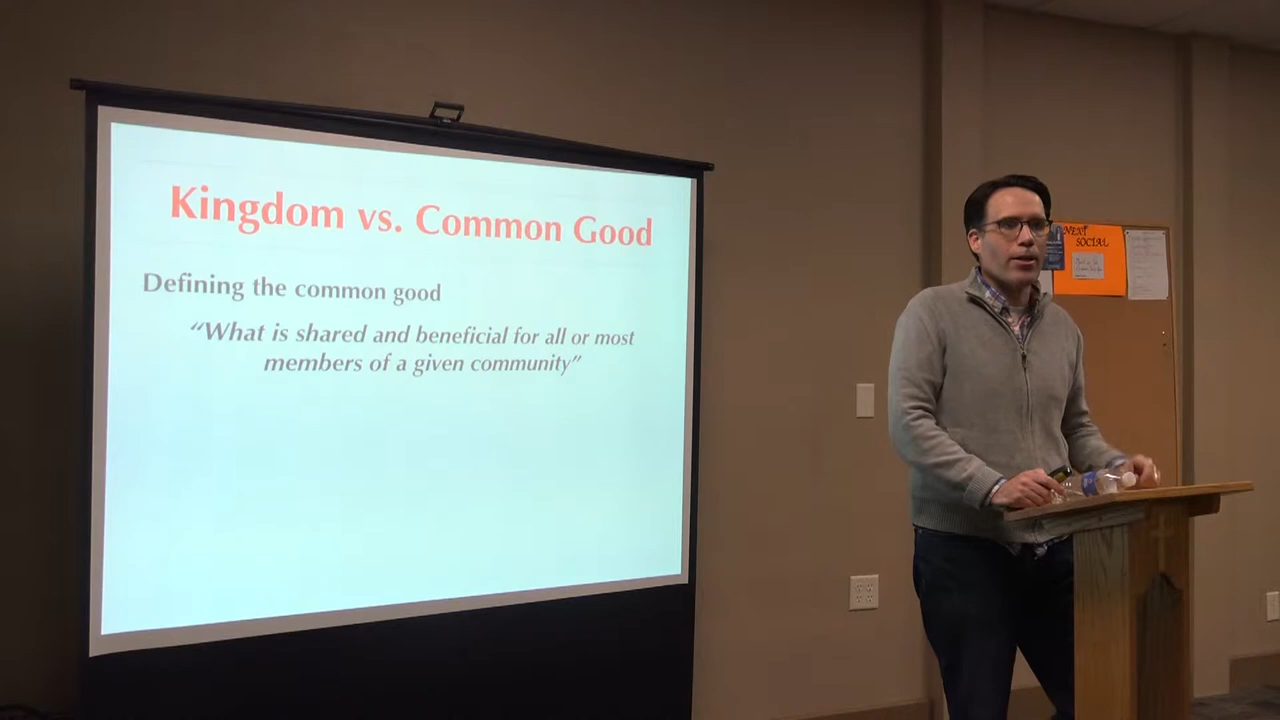 Kingdom vs. Common Good
Defining the common good
“What is shared and beneficial for all or most
members of a given community”
NEXT
SOCIAL